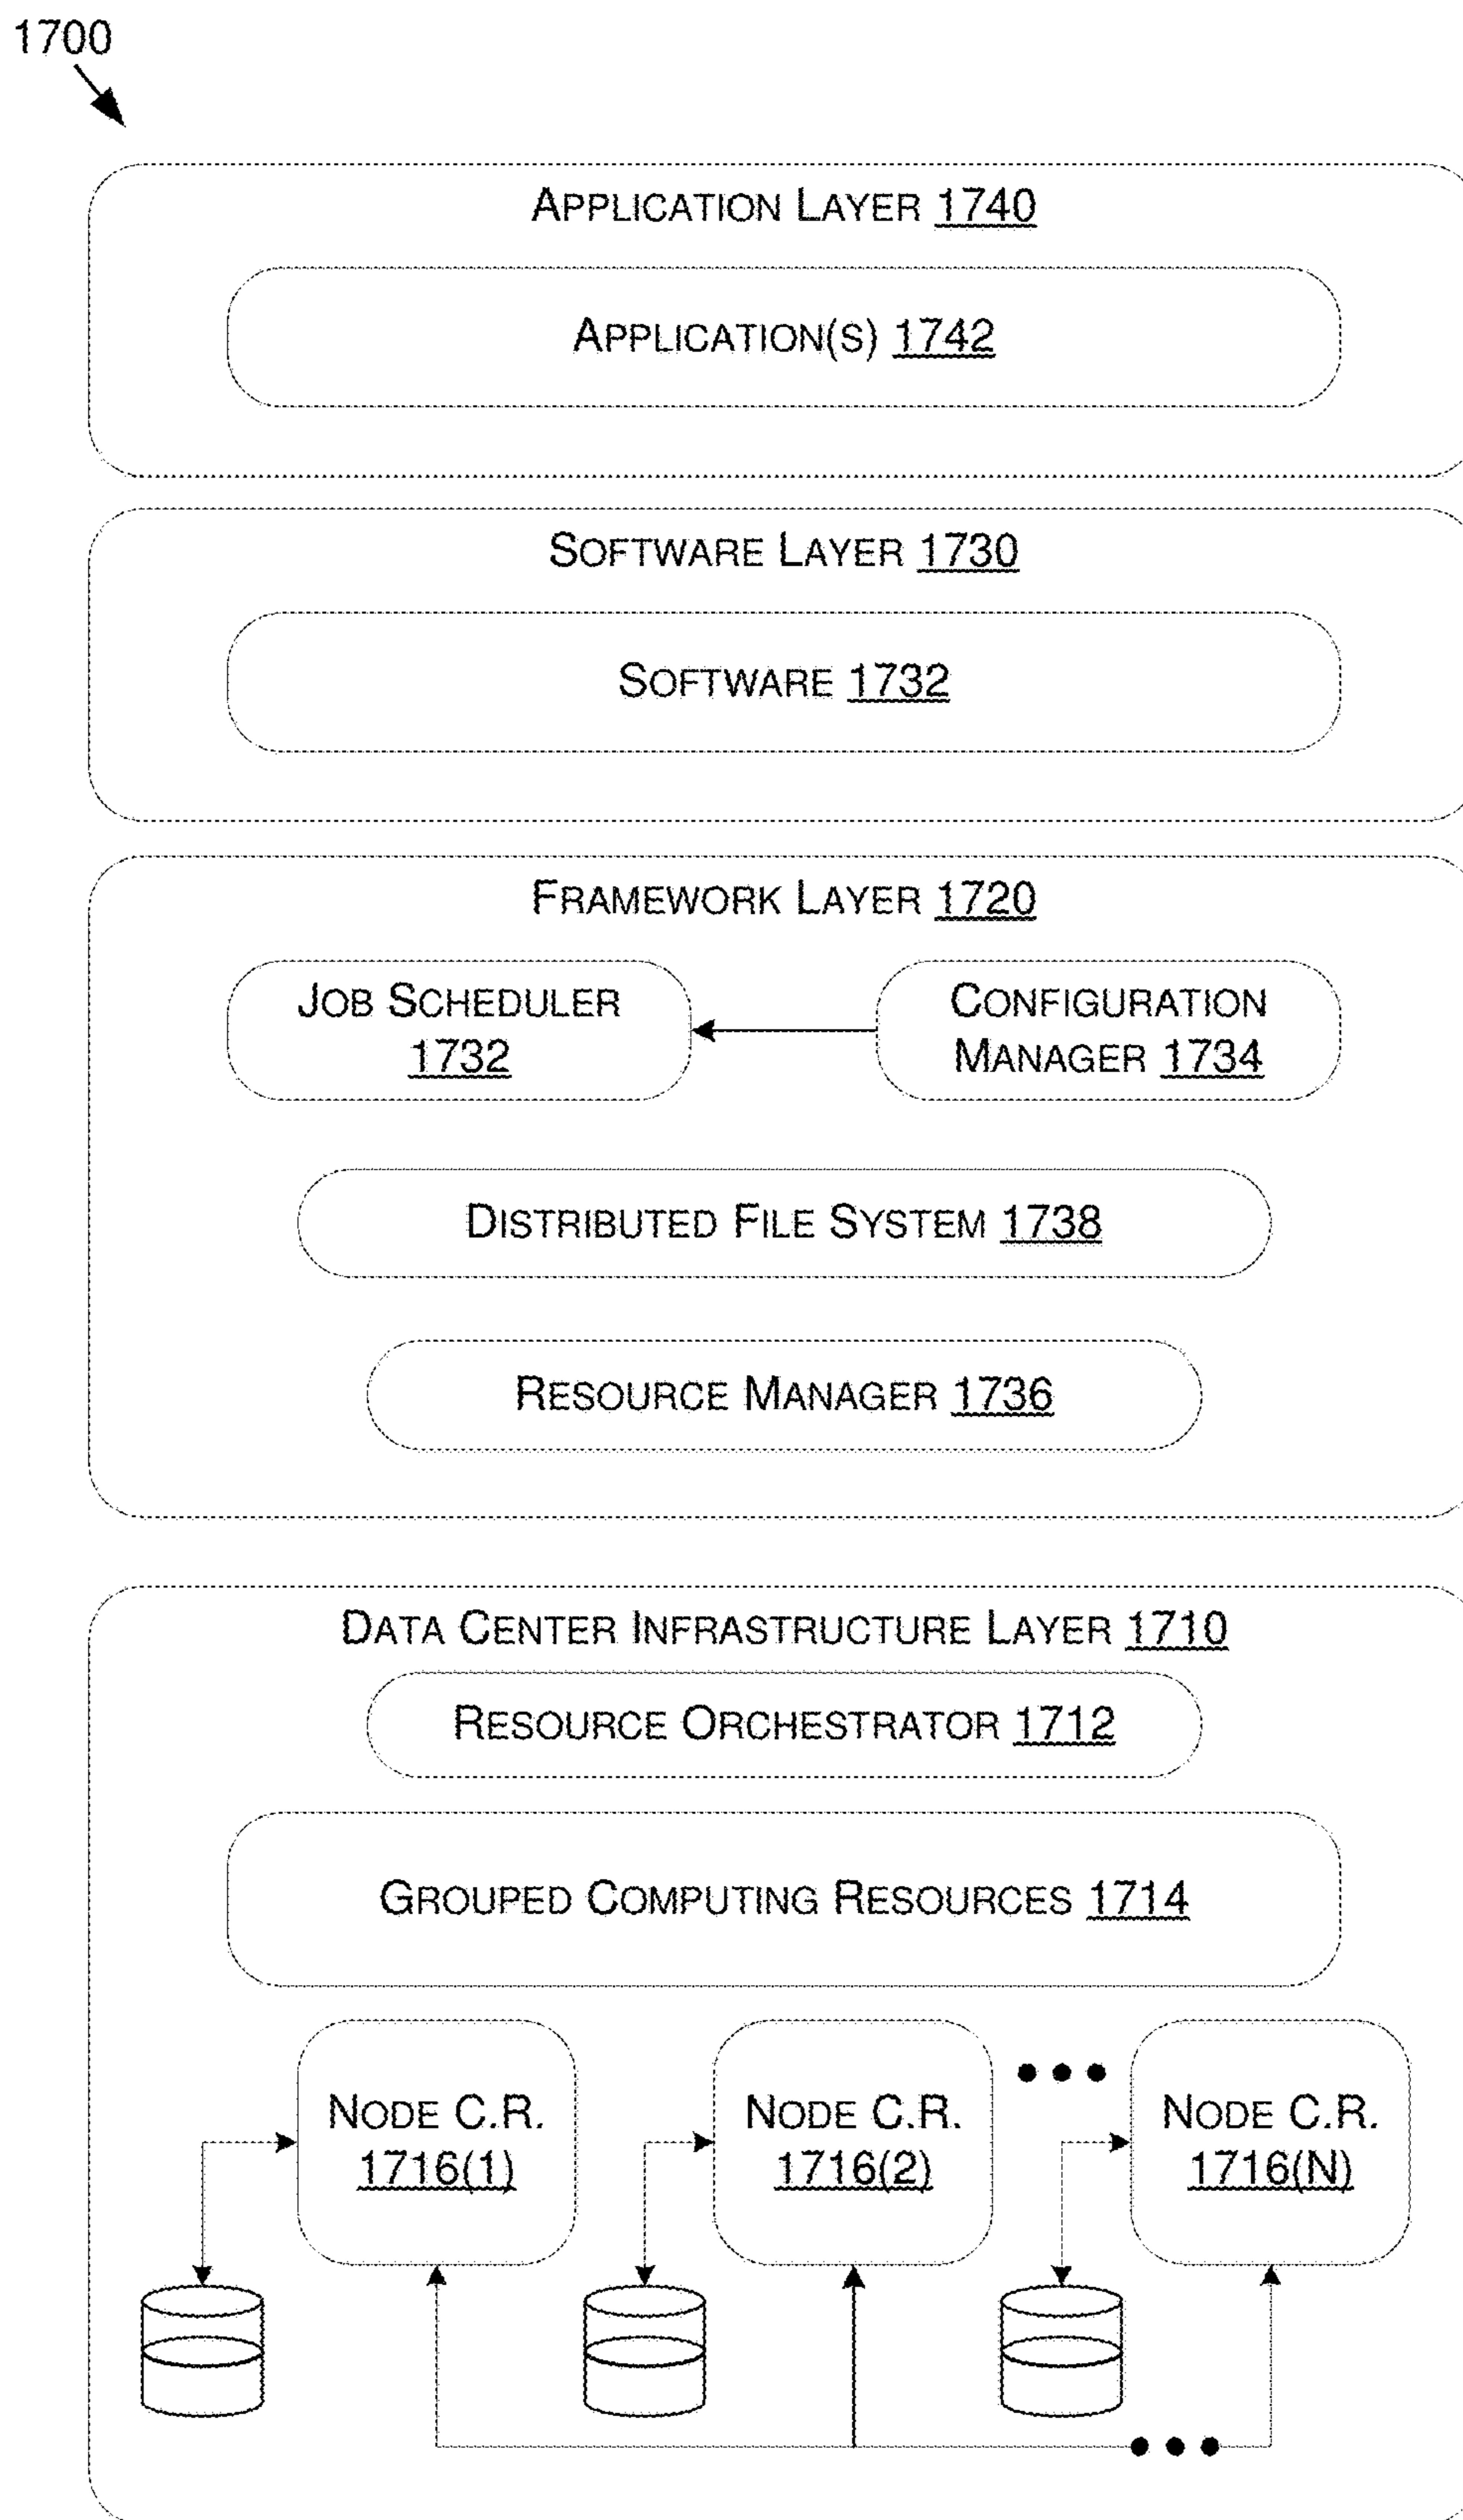 1700
APPLICATION LAYER 1740
APPLICATION(S) 1742
SOFTWARE LAYER 1730
SOFTWARE 1732
FRAMEWORK LAYER 1720
JOB SCHEDULER
1732
CONFIGURATION
MANAGER 1734
DISTRIBUTED FILE SYSTEM 1738
RESOURCE MANAGER 1736
DATA CENTER INFRASTRUCTURE LAYER 1710
RESOURCE ORCHESTRATOR 1712
GROUPED COMPUTING RESOURCES 1714
NODE C.R.
1716(1)
NODE C.R.
1716(2)
NODE C.R.
1716(N)